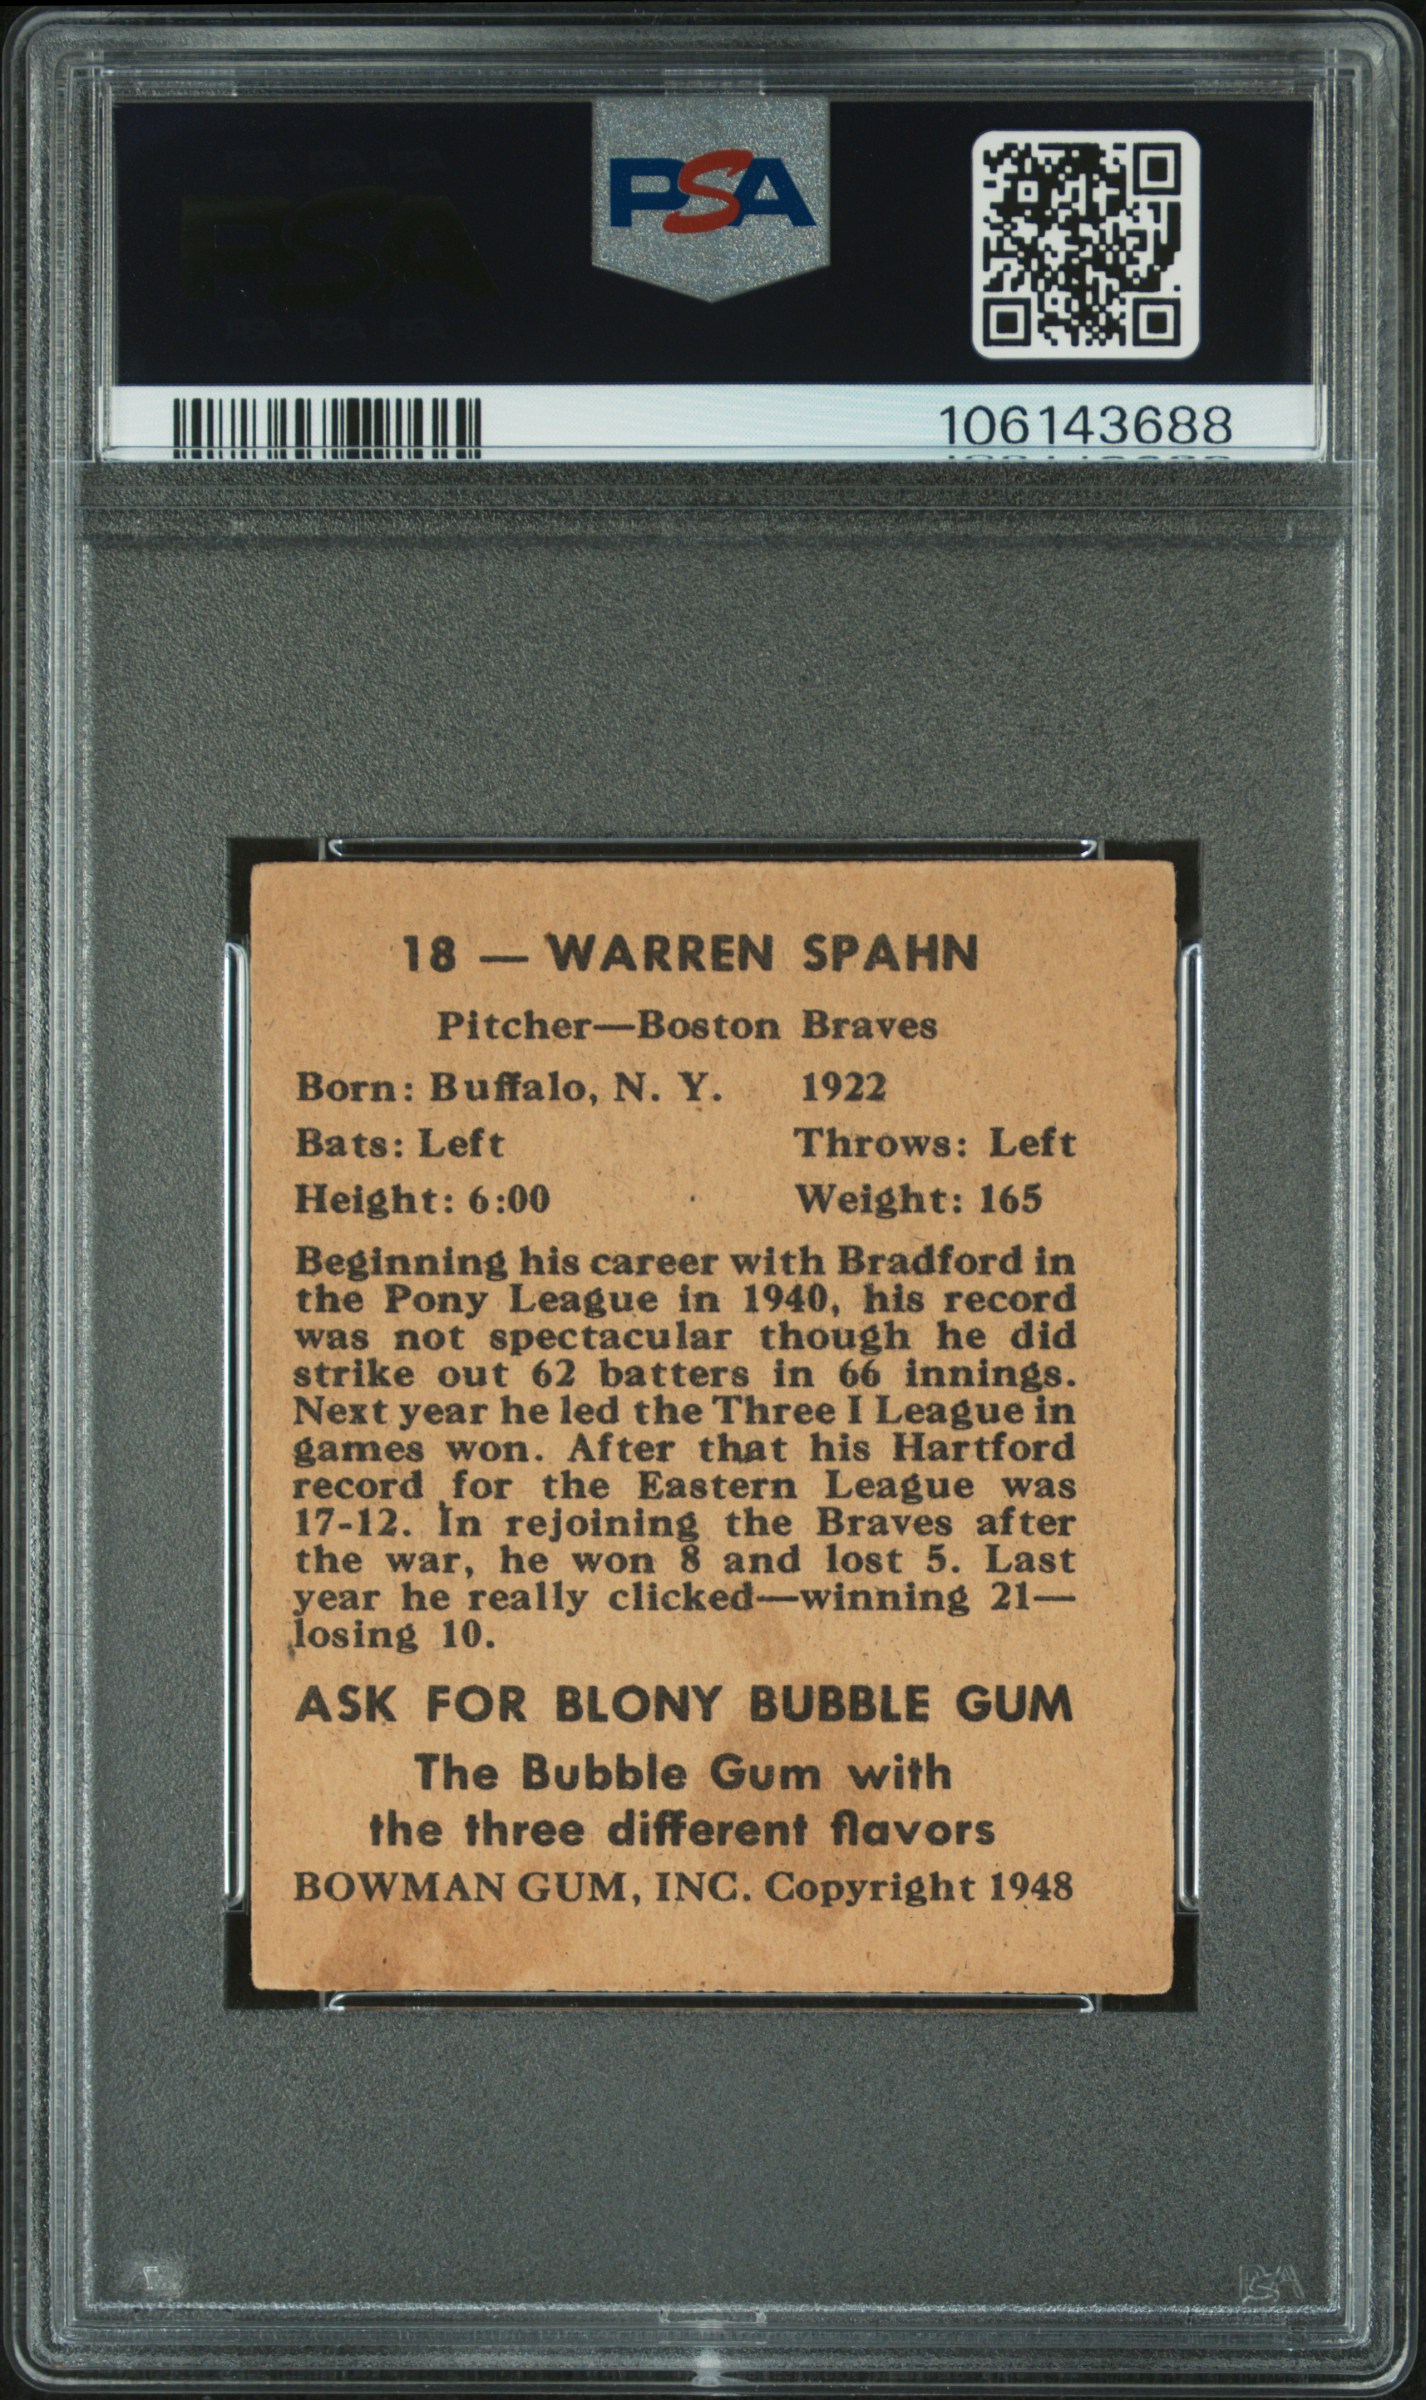 PSA
106143688
18 — WARREN SPAHN
Pitcher—Boston Braves
Born: Buffalo, N. Y. 1922
Bats: Left Throws: Left
Height: 6:00 Weight: 165
Beginning his career with Bradford in
the Pony League in 1940, his record
was not spectacular though he did
strike out 62 batters in 66 innings.
Next year he led the Three I League in
games won. After that his Hartford
record for the Eastern League was
17-12. In rejoining the Braves after
the war, he won 8 and lost 5. Last
year he really clicked—winning 21—
losing 10.
ASK FOR BLONY BUBBLE GUM
The Bubble Gum with
the three different flavors
BOWMAN GUM, INC. Copyright 1948
PSA